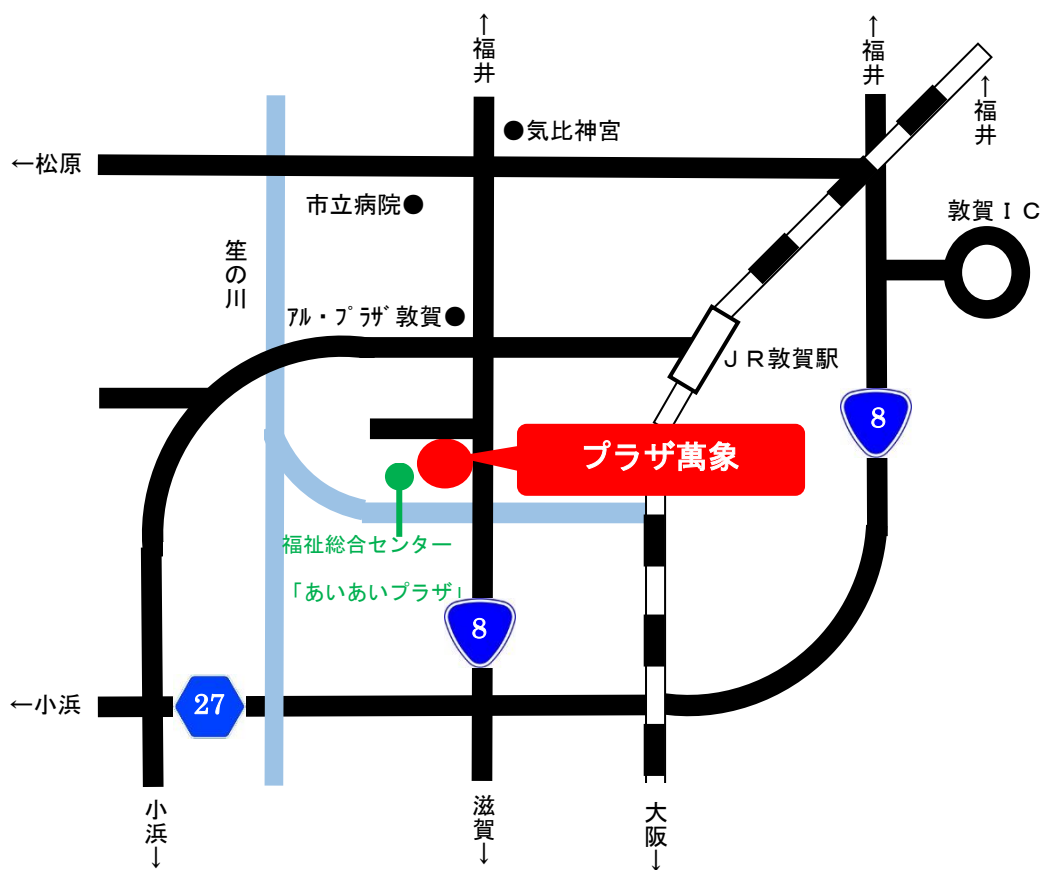 ↑福井
↑福井
↑福井
●気比神宮
←松原
市立病院●
敦賀ＩＣ
笙の川
ｱﾙ・ﾌﾟﾗｻﾞ敦賀●
ＪＲ敦賀駅
8
プラザ萬象
福祉総合センター
「あいあいプラザ」
8
←小浜
27
小浜↓
滋賀↓
大阪↓